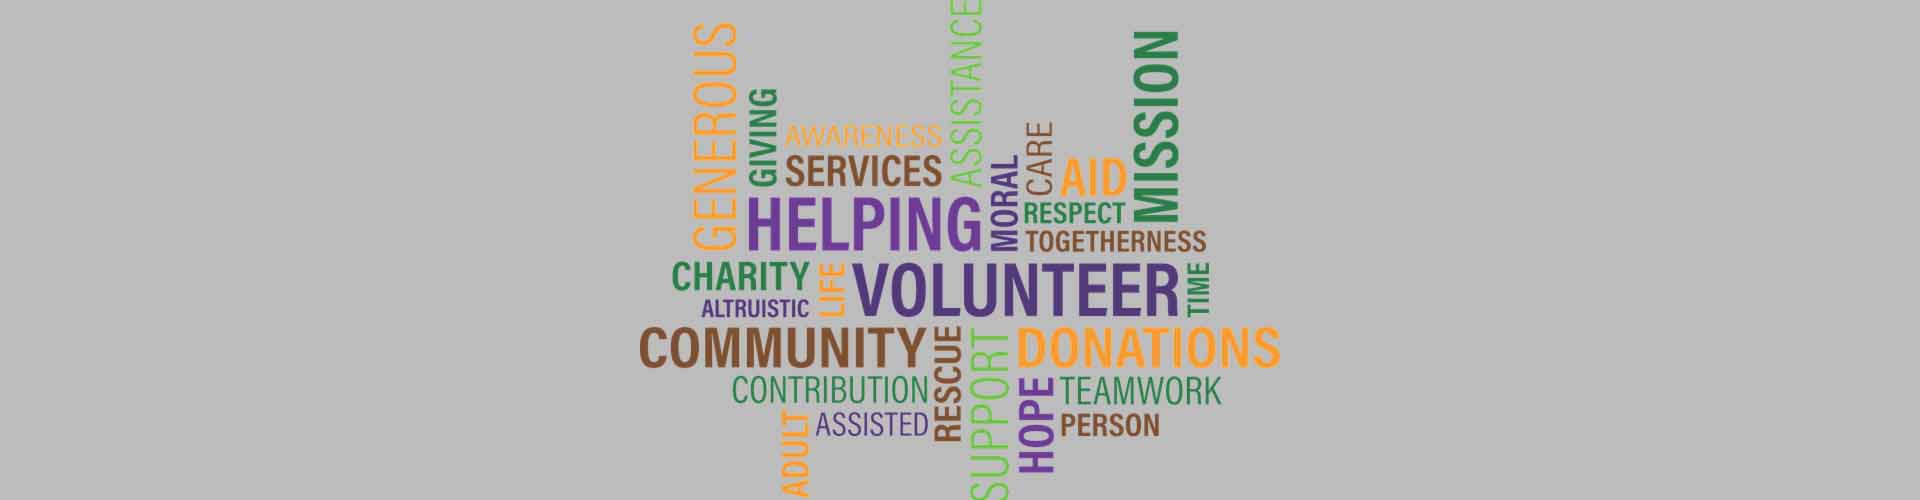 GENEROUS
GIVING
AWARENESS
SERVICES
ASSISTANCE
HELPING
MORAL
CARE
AID
RESPECT
MISSION
TOGETHERNESS
CHARITY
ALTRUISTIC
LIFE
VOLUNTEER
TIME
COMMUNITY
RESCUE
SUPPORT
DONATIONS
CONTRIBUTION
HOPE
TEAMWORK
ADULT
ASSISTED
PERSON